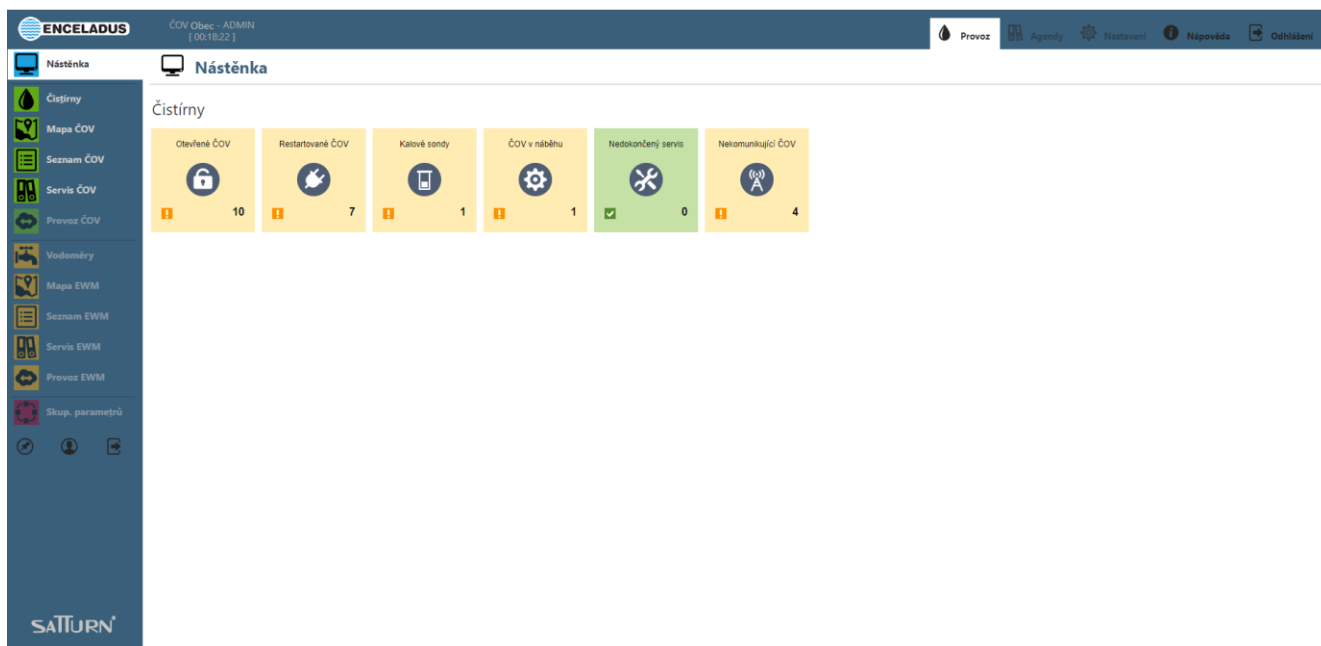 ENCELADUS
ČOV Obec - ADMIN
[ 00:18:22 ]
Provoz
Agendy
Nastavení
Nápověda
Odhlášení
Nástěnka
Čistírny
Mapa ČOV
Seznam ČOV
Servis ČOV
Provoz ČOV
Vodoměry
Mapa EWM
Seznam EWM
Servis EWM
Provoz EWM
Skup. parametrů
SATTURN
Nástěnka
Čistírny
Otevřené ČOV
10
Restartované ČOV
7
Kalové sondy
1
ČOV v náběhu
1
Nedokončený servis
0
Nekomunikující ČOV
4